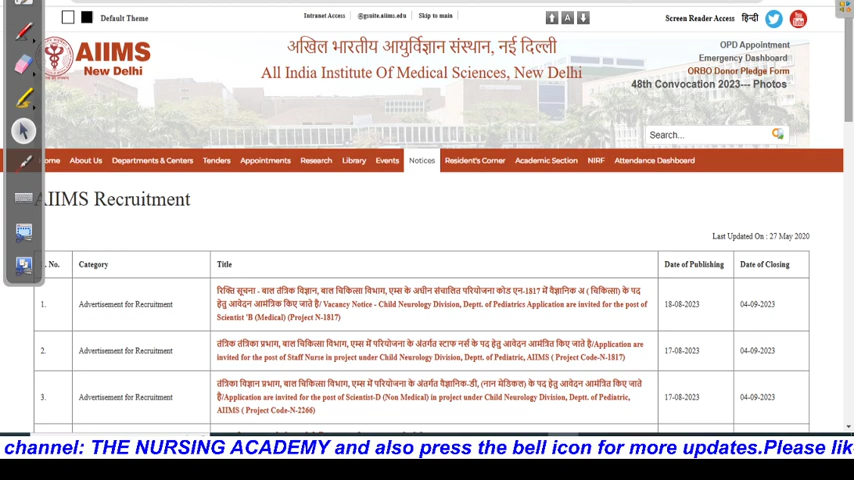 Default Theme
Intranet Access | @gsuite.aiims.edu | Skip to main
A
Screen Reader Access हिन्दी
AIIMS
New Delhi
अखिल भारतीय आयुर्विज्ञान संस्थान, नई दिल्ली
All India Institute Of Medical Sciences, New Delhi
OPD Appointment
Emergency Dashboard
ORBO Donor Pledge Form
48th Convocation 2023--- Photos
Search...
ome About Us Departments & Centers Tenders Appointments Research Library Events Notices Resident's Corner Academic Section NIRF Attendance Dashboard
AIIMS Recruitment
Last Updated On : 27 May 2020
. No. Category Title Date of Publishing Date of Closing
1. Advertisement for Recruitment 18-08-2023 04-09-2023
रिक्ति सूचना - बाल तंत्रिक विज्ञान, बाल चिकित्सा विभाग, एम्स के अधीन संचालित परियोजना कोड एन-1817 में वैज्ञानिक अ ( चिकित्सा) के पद
हेतु आवेदन आमंत्रिक किए जाते है/ Vacancy Notice - Child Neurology Division, Deptt. of Pediatrics Application are invited for the post of
Scientist 'B (Medical) (Project N-1817)
2. Advertisement for Recruitment 17-08-2023 04-09-2023
तंत्रिक तंत्रिका प्रभाग, बाल चिकित्सा विभाग, एम्स में परियोजना के अंतर्गत स्टाफ नर्स के पद हेतु आवेदन आमंत्रित किए जाते है/Application are
invited for the post of Staff Nurse in project under Child Neurology Division, Deptt. of Pediatric, AIIMS ( Project Code-N-1817)
3. Advertisement for Recruitment 17-08-2023 04-09-2023
तंत्रिका विज्ञान प्रभाग, बाल चिकित्सा विभाग, एम्स में परियोजना के अंतर्गत वैज्ञानिक-डी, (नान मेडिकल) के पद हेतु आवेदन आमंत्रित किए जाते
है/Application are invited for the post of Scientist-D (Non Medical) in project under Child Neurology Division, Deptt. of Pediatric,
AIIMS ( Project Code-N-2266)
channel: THE NURSING ACADEMY and also press the bell icon for more updates.Please lik